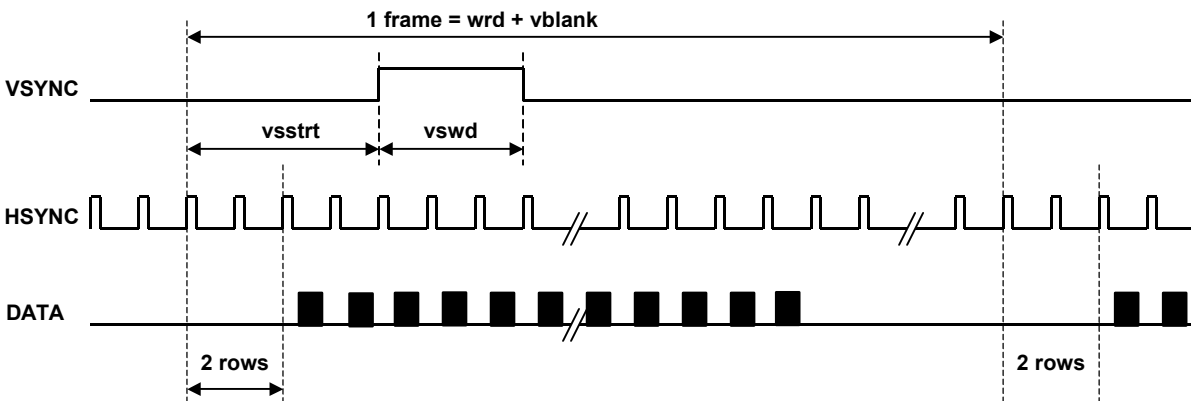 1 frame = wrd + vblank
VSYNC
vsstrt
vswd
HSYNC
DATA
2 rows
2 rows